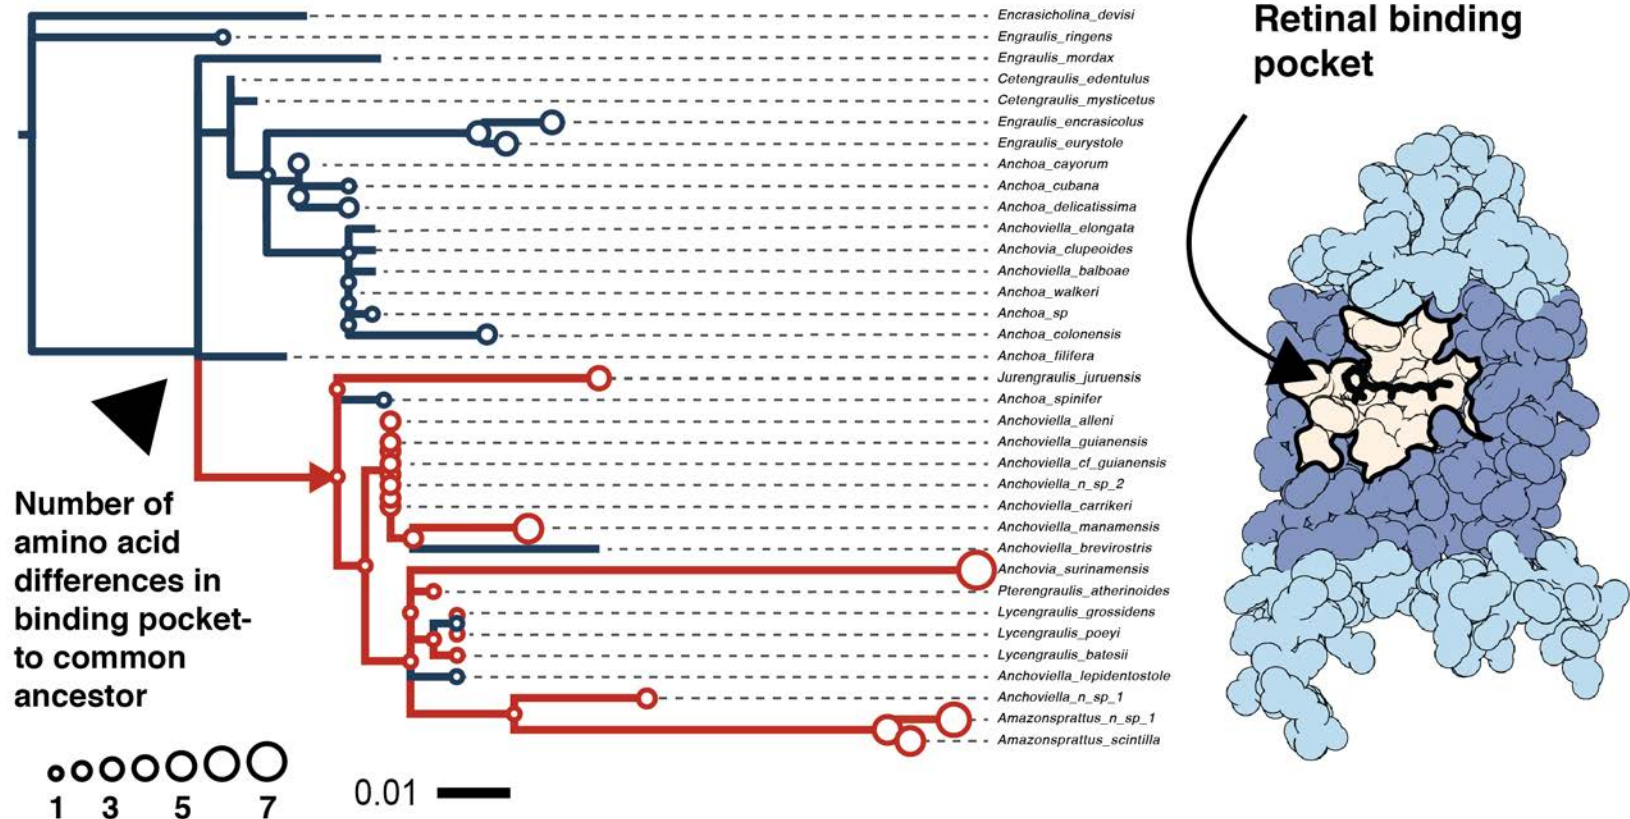 Encrasicholina_devisi
Engraulis_ringens
Engraulis_mordax
Cetengraulis_edentulus
Cetengraulis_mysticetus
Engraulis_encrasicolus
Engraulis_eurystole
Anchoa_cayorum
Anchoa_cubana
Anchoa_delicatissima
Anchoviella_elongata
Anchovia_clupeoides
Anchoviella_balboae
Anchoa_walkeri
Anchoa_sp
Anchoa_colonensis
Anchoa_filifera
Jurengraulis_juruensis
Anchoa_spinifer
Anchoviella_alleni
Anchoviella_guianensis
Anchoviella_cf_guianensis
Anchoviella_n_sp_2
Anchoviella_carrikeri
Anchoviella_manamensis
Anchoviella_brevirostris
Anchovia_surinamensis
Pterengraulis_atherinoides
Lycengraulis_grossidens
Lycengraulis_poeyi
Lycengraulis_batesii
Anchoviella_lepidentostole
Anchoviella_n_sp_1
Amazonsprattus_n_sp_1
Amazonsprattus_scintilla
Number of
amino acid
differences in
binding pocket-
to common
ancestor
1 3 5 7
0.01
Retinal binding
pocket